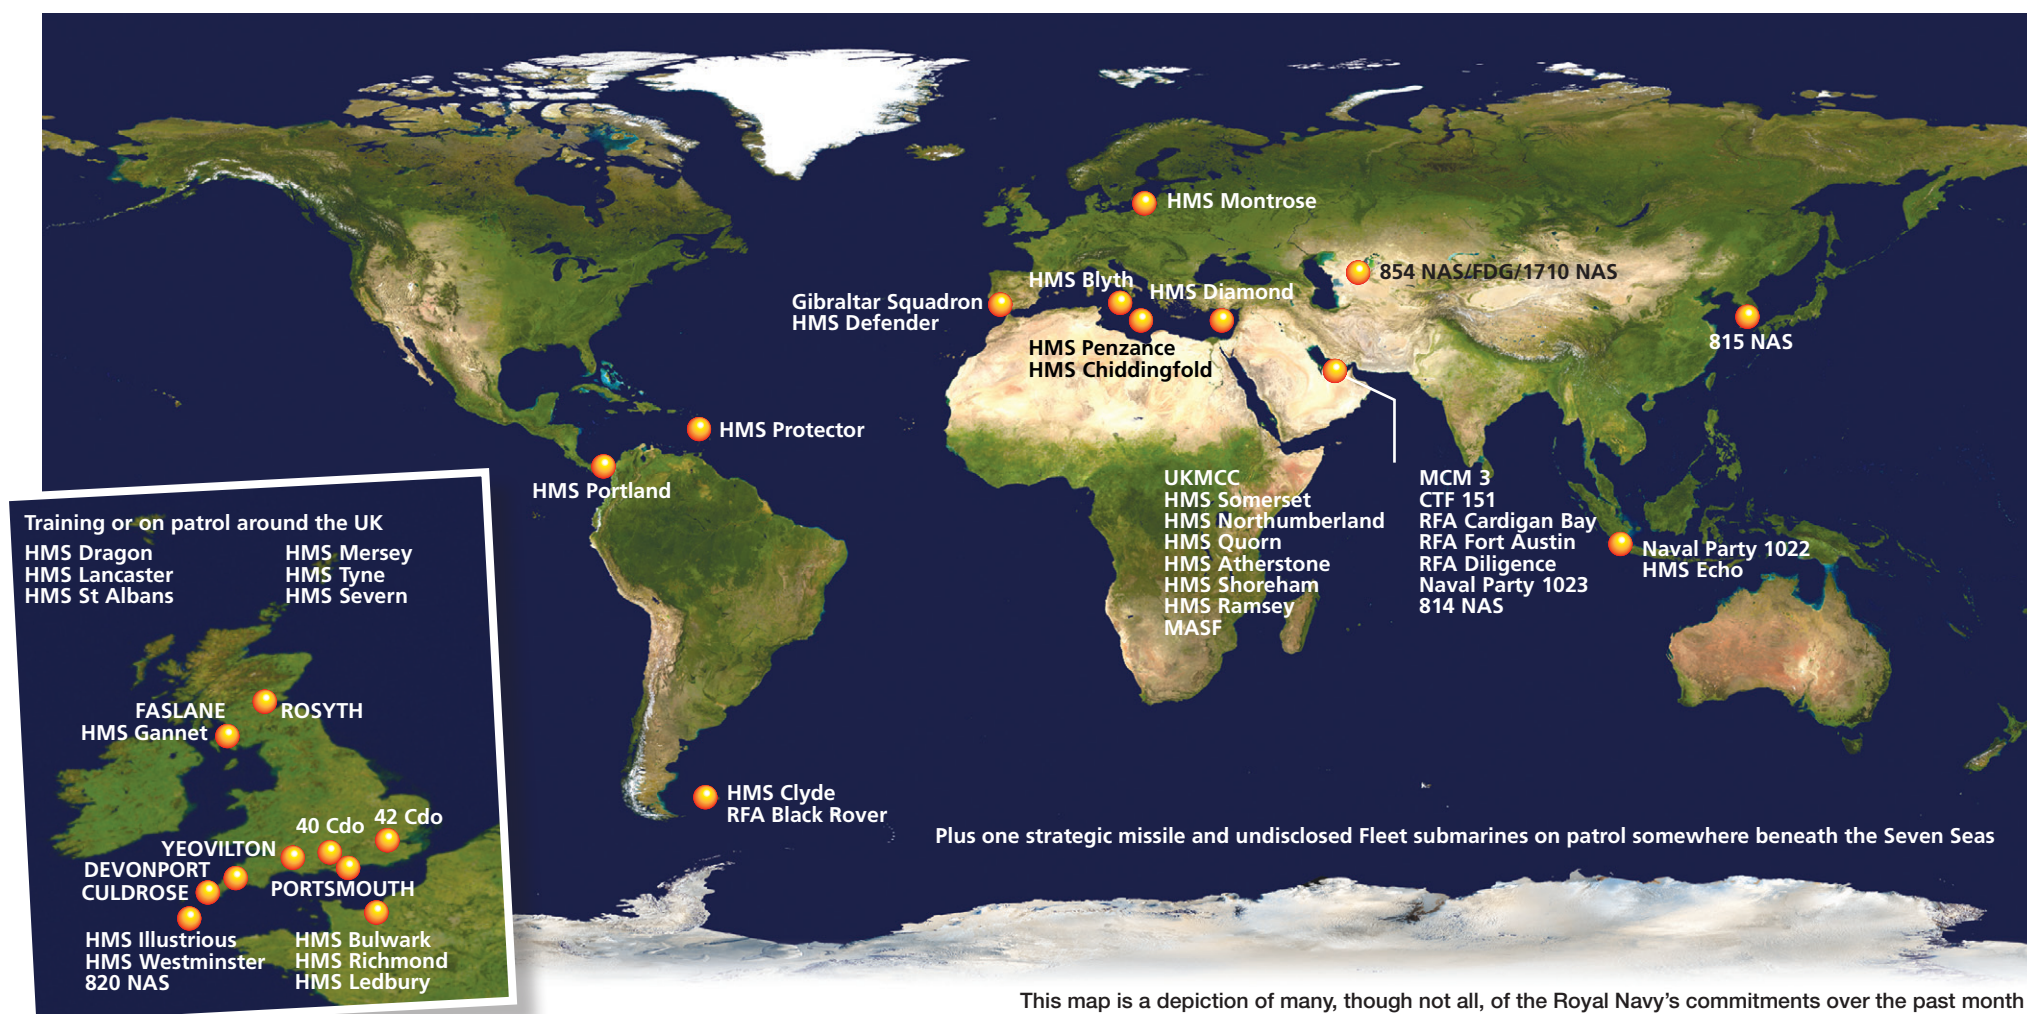 HMS Montrose
854 NAS/FDG/1710 NAS
HMS Blyth
HMS Diamond
Gibraltar Squadron
HMS Defender
HMS Penzance
HMS Chiddingfold
815 NAS
HMS Protector
HMS Portland
UKMCC
HMS Somerset
HMS Northumberland
HMS Quorn
HMS Atherstone
HMS Shoreham
HMS Ramsey
MASF
MCM 3
CTF 151
RFA Cardigan Bay
RFA Fort Austin
RFA Diligence
Naval Party 1023
814 NAS
Naval Party 1022
HMS Echo
HMS Clyde
RFA Black Rover
Plus one strategic missile and undisclosed Fleet submarines on patrol somewhere beneath the Seven Seas
Training or on patrol around the UK
HMS Dragon
HMS Lancaster
HMS St Albans
HMS Mersey
HMS Tyne
HMS Severn
FASLANE
HMS Gannet
ROSYTH
40 Cdo
42 Cdo
YEOVILTON
DEVONPORT
CULDROSE
PORTSMOUTH
HMS Illustrious
HMS Westminster
820 NAS
HMS Bulwark
HMS Richmond
HMS Ledbury
This map is a depiction of many, though not all, of the Royal Navy’s commitments over the past month